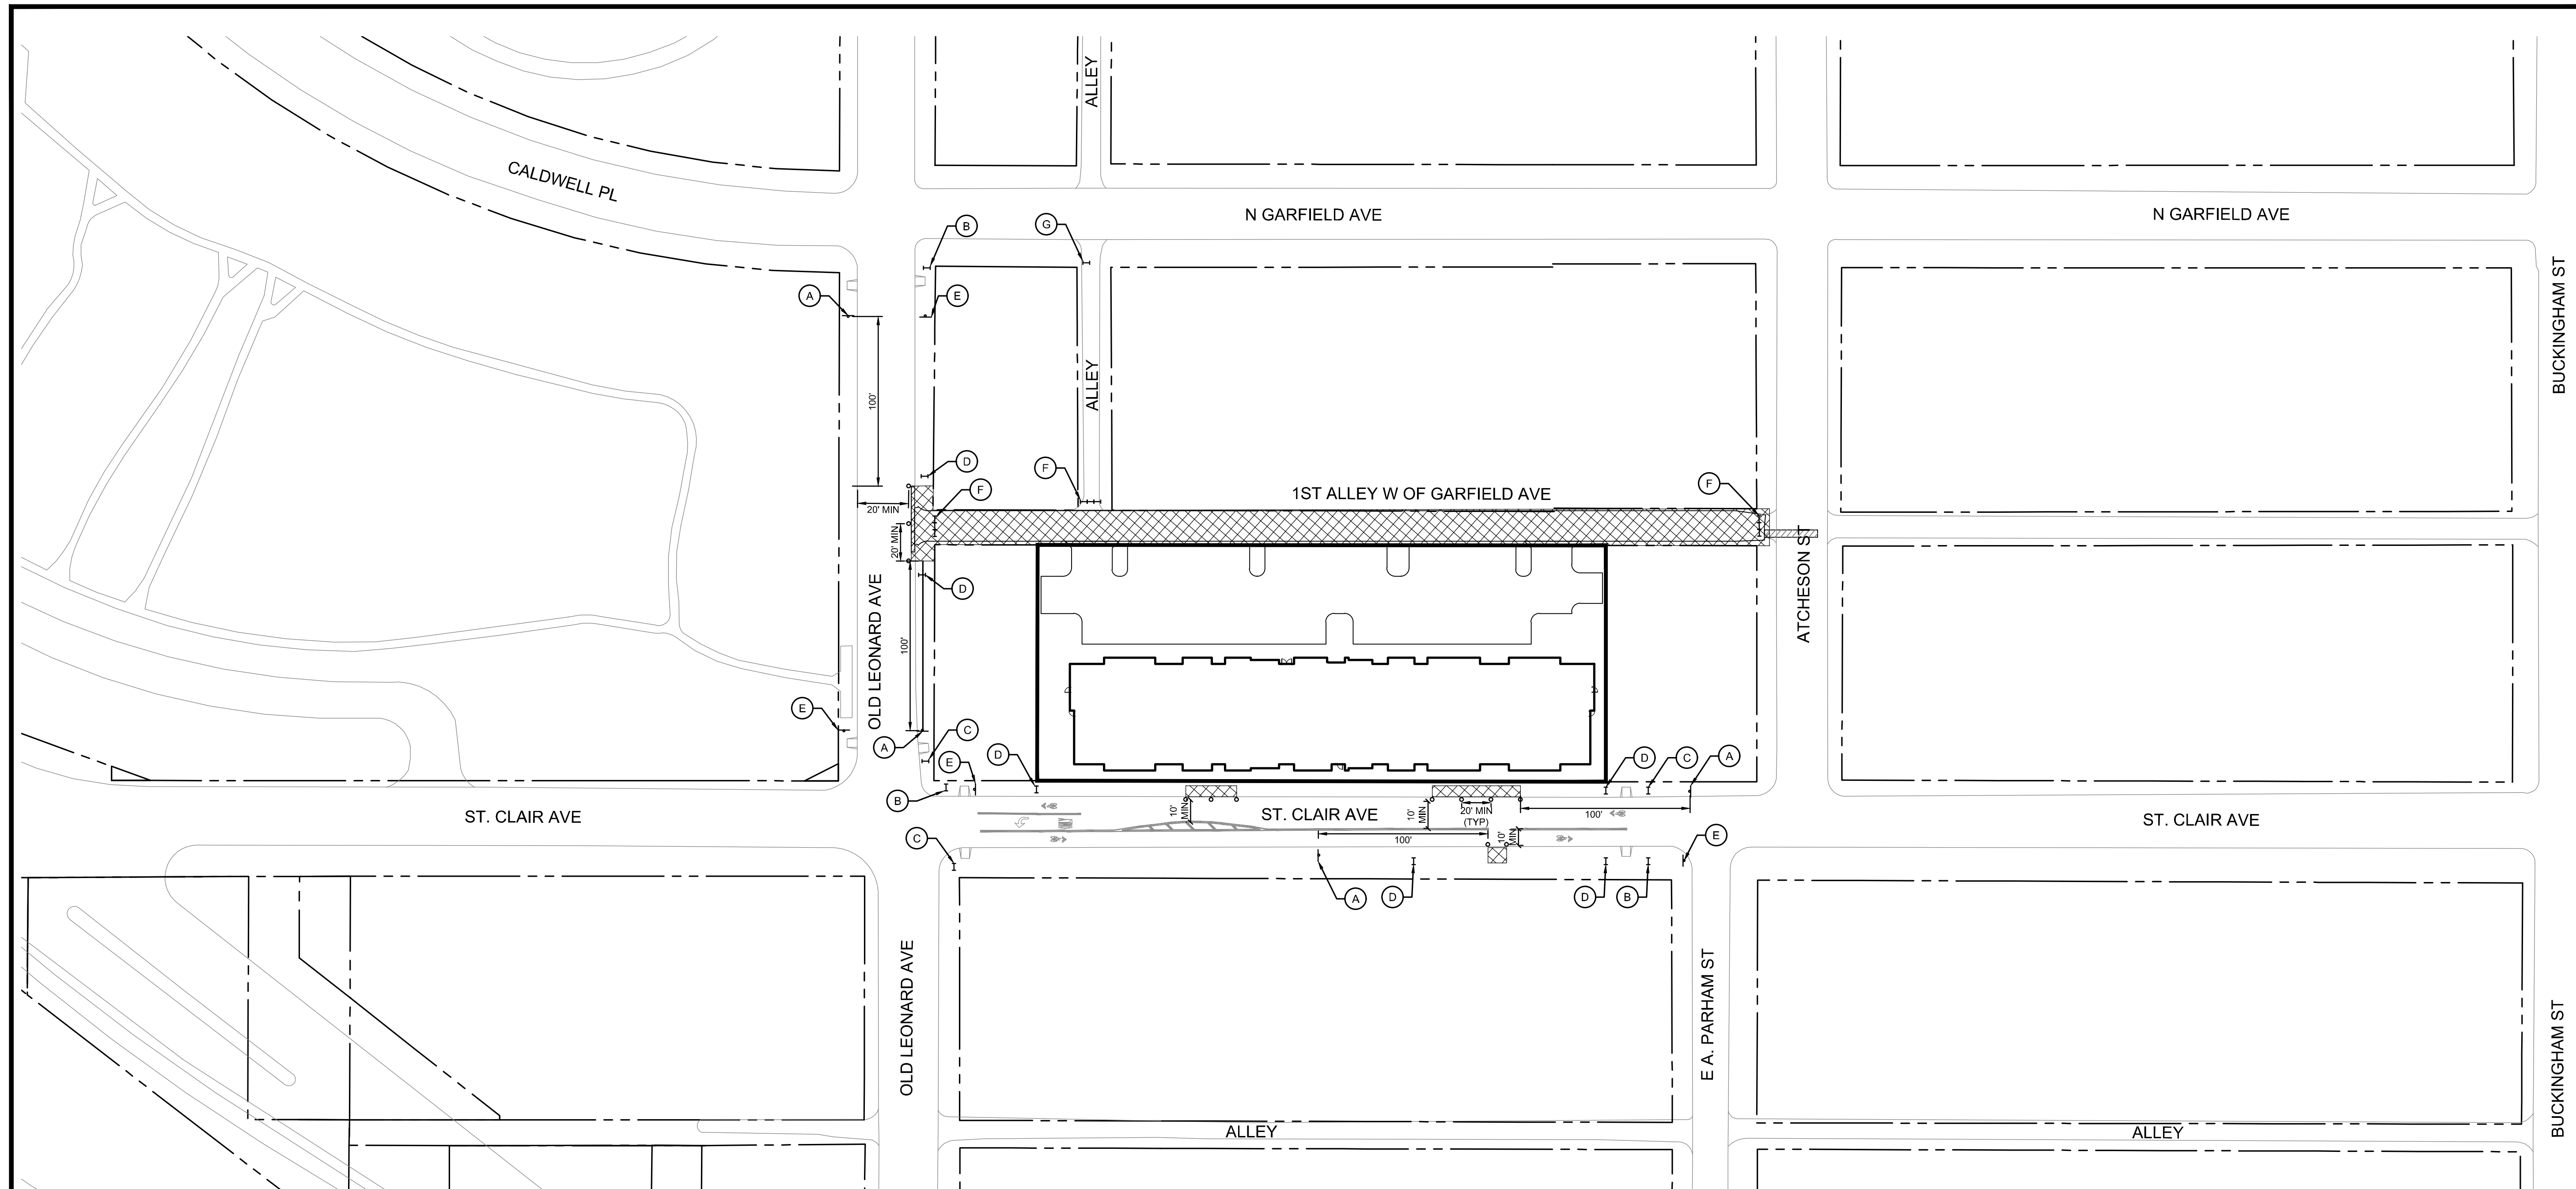 ALLEY
CALDWELL PL
N GARFIELD AVE
N GARFIELD AVE
B
G
BUCKINGHAM ST
A
E
ALLEY
100'
D
F
F
F
1ST ALLEY W OF GARFIELD AVE
20' MIN
20' MIN
ATCHESON ST
D
OLD LEONARD AVE
100'
E
C
A
D
E
D
C
A
B
10'
MIN
ST. CLAIR AVE
ST. CLAIR AVE
10'
MIN
20' MIN
(TYP)
100'
ST. CLAIR AVE
100'
10'
MIN
C
E
A
D
D
B
OLD LEONARD AVE
E A. PARHAM ST
BUCKINGHAM ST
ALLEY
ALLEY